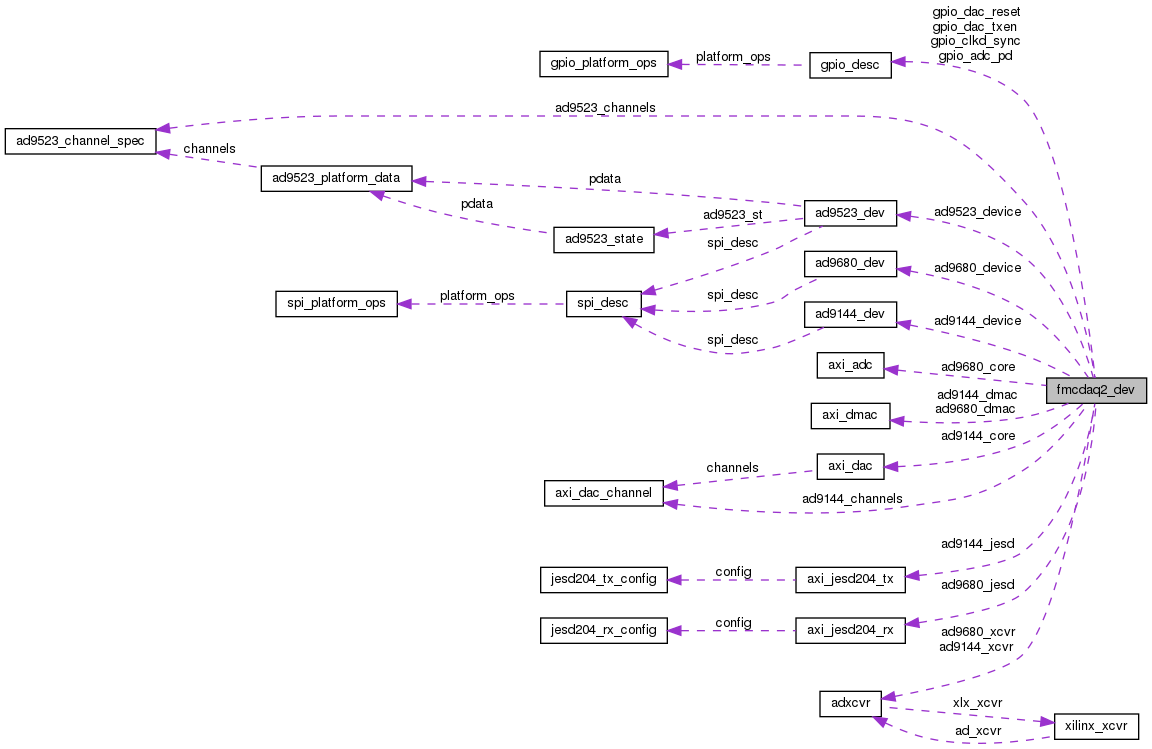 gpio_dac_reset
gpio_dac_txen
gpio_clkd_sync
gpio_adc_pd
gpio_platform_ops
platform_ops
gpio_desc
ad9523_channels
ad9523_channel_spec
channels
ad9523_platform_data
pdata
pdata
ad9523_st
ad9523_dev
ad9523_device
ad9523_state
spi_desc
ad9680_dev
ad9680_device
spi_platform_ops
platform_ops
spi_desc
spi_desc
ad9144_dev
ad9144_device
spi_desc
axi_adc
ad9680_core
fmcdaq2_dev
ad9144_dmac
ad9680_dmac
axi_dmac
ad9144_core
axi_dac
channels
axi_dac_channel
ad9144_channels
ad9144_jesd
jesd204_tx_config
config
axi_jesd204_tx
ad9680_jesd
jesd204_rx_config
config
axi_jesd204_rx
ad9680_xcvr
ad9144_xcvr
adxcvr
xlx_xcvr
ad_xcvr
xilinx_xcvr